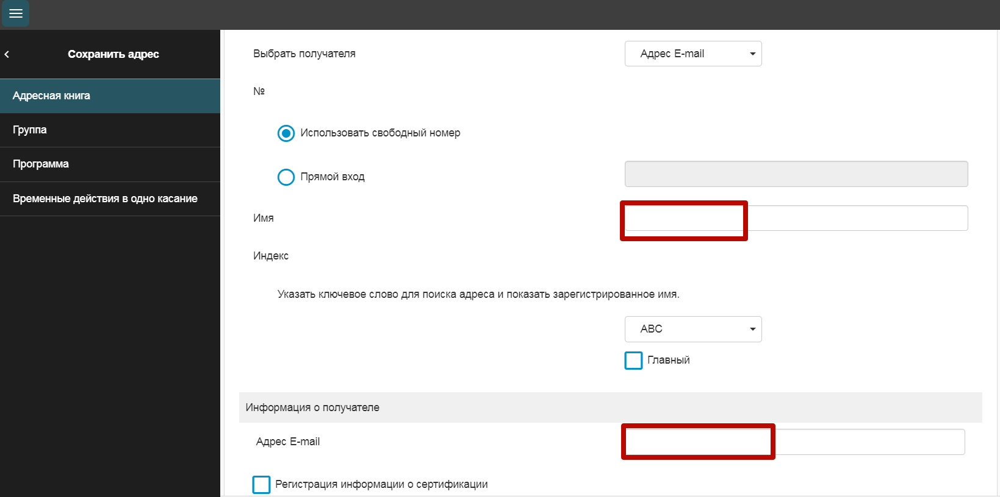 Сохранить адрес
Адресная книга
Группа
Программа
Временные действия в одно касание
Выбрать получателя
Адрес E-mail
№
Использовать свободный номер
Прямой вход
Имя
Индекс
Указать ключевое слово для поиска адреса и показать зарегистрированное имя.
ABC
Главный
Информация о получателе
Адрес E-mail
Регистрация информации о сертификации